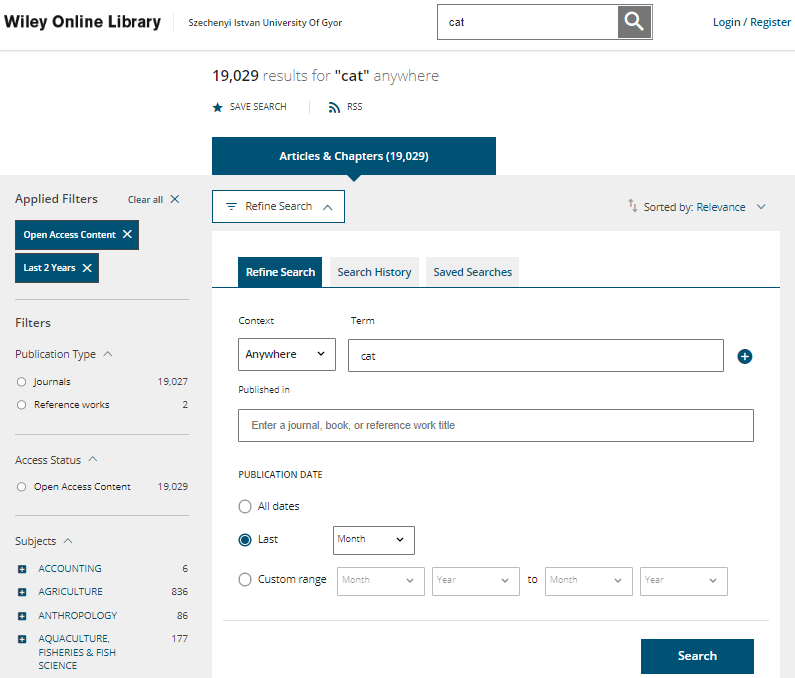 Wiley Online Library
Szechenyi Istvan University Of Gyor
cat
Login / Register
19,029 results for "cat" anywhere
SAVE SEARCH
RSS
Articles & Chapters (19,029)
Applied Filters
Clear all
Refine Search
Sorted by: Relevance
Open Access Content
Last 2 Years
Refine Search
Search History
Saved Searches
Filters
Context
Term
Publication Type
Anywhere
cat
Journals 19,027
Published in
Reference works 2
Enter a journal, book, or reference work title
Access Status
PUBLICATION DATE
Open Access Content 19,029
All dates
Subjects
Last
Month
ACCOUNTING 6
Custom range
Month
Year
to
Month
Year
AGRICULTURE 836
ANTHROPOLOGY 86
AQUACULTURE, 177
FISHERIES & FISH
SCIENCE
Search